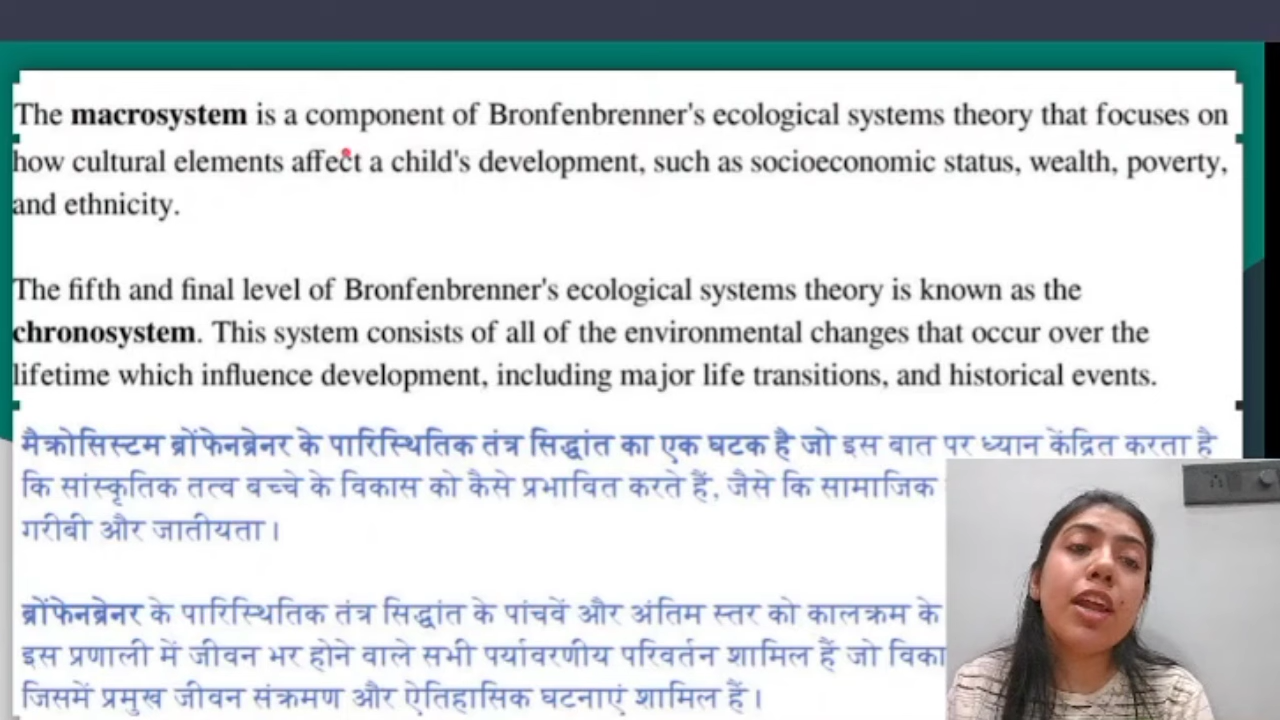 The macrosystem is a component of Bronfenbrenner's ecological systems theory that focuses on
how cultural elements affect a child's development, such as socioeconomic status, wealth, poverty,
and ethnicity.
The fifth and final level of Bronfenbrenner's ecological systems theory is known as the
chronosystem. This system consists of all of the environmental changes that occur over the
lifetime which influence development, including major life transitions, and historical events.
मैक्रोसिस्टम ब्रोंफेनब्रेनर के पारिस्थितिक तंत्र सिद्धांत का एक घटक है जो इस बात पर ध्यान केंद्रित करता है
कि सांस्कृतिक तत्व बच्चे के विकास को कैसे प्रभावित करते हैं, जैसे कि सामाजिक
गरीबी और जातीयता।
ब्रोंफेनब्रेनर के पारिस्थितिक तंत्र सिद्धांत के पांचवें और अंतिम स्तर को कालक्रम के
इस प्रणाली में जीवन भर होने वाले सभी पर्यावरणीय परिवर्तन शामिल हैं जो
जिसमें प्रमुख जीवन संक्रमण और ऐतिहासिक घटनाएं शामिल हैं।